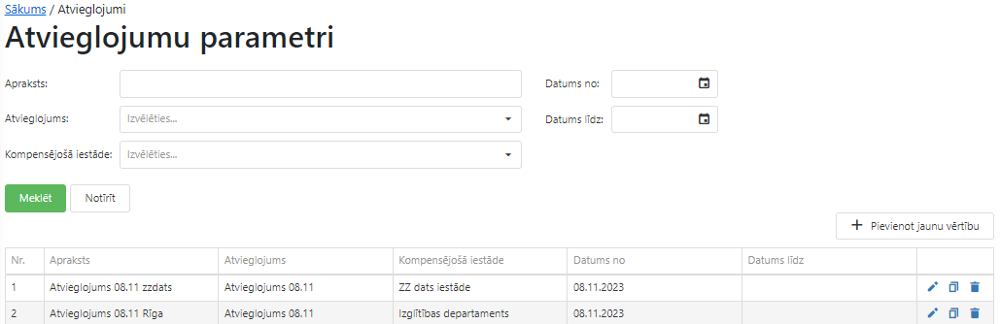 Sākums / Atvieglojumi
Atvieglojumu parametri
Apraksts: Datums no:
Atvieglojums: Izvēlēties... Datums līdz:
Kompensējošā iestāde: Izvēlēties...
Meklēt Notīrīt
+ Pievienot jaunu vērtību
Nr. Apraksts Atvieglojums Kompensējošā iestāde Datums no Datums līdz
1 Atvieglojums 08.11 zzdats Atvieglojums 08.11 ZZ dats iestāde 08.11.2023
2 Atvieglojums 08.11 Rīga Atvieglojums 08.11 Izglītības departaments 08.11.2023